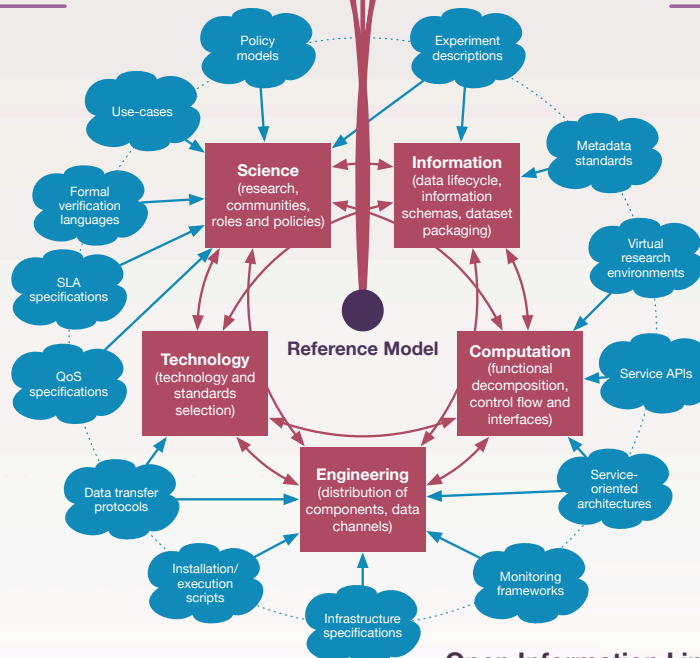 Policy
models
Experiment
descriptions
Use-cases
Metadata
standards
Science
(research,
communities,
roles and policies)
Information
(data lifecycle,
information
schemas, dataset
packaging)
Formal
verification
languages
Virtual
research
environments
SLA
specifications
Reference Model
Technology
(technology and
standards
selection)
Computation
(functional
decomposition,
control flow and
interfaces)
QoS
specifications
Service APIs
Engineering
(distribution of
components, data
channels)
Data transfer
protocols
Service-
oriented
architectures
Installation/
execution
scripts
Monitoring
frameworks
Infrastructure
specifications
Open Information Lin